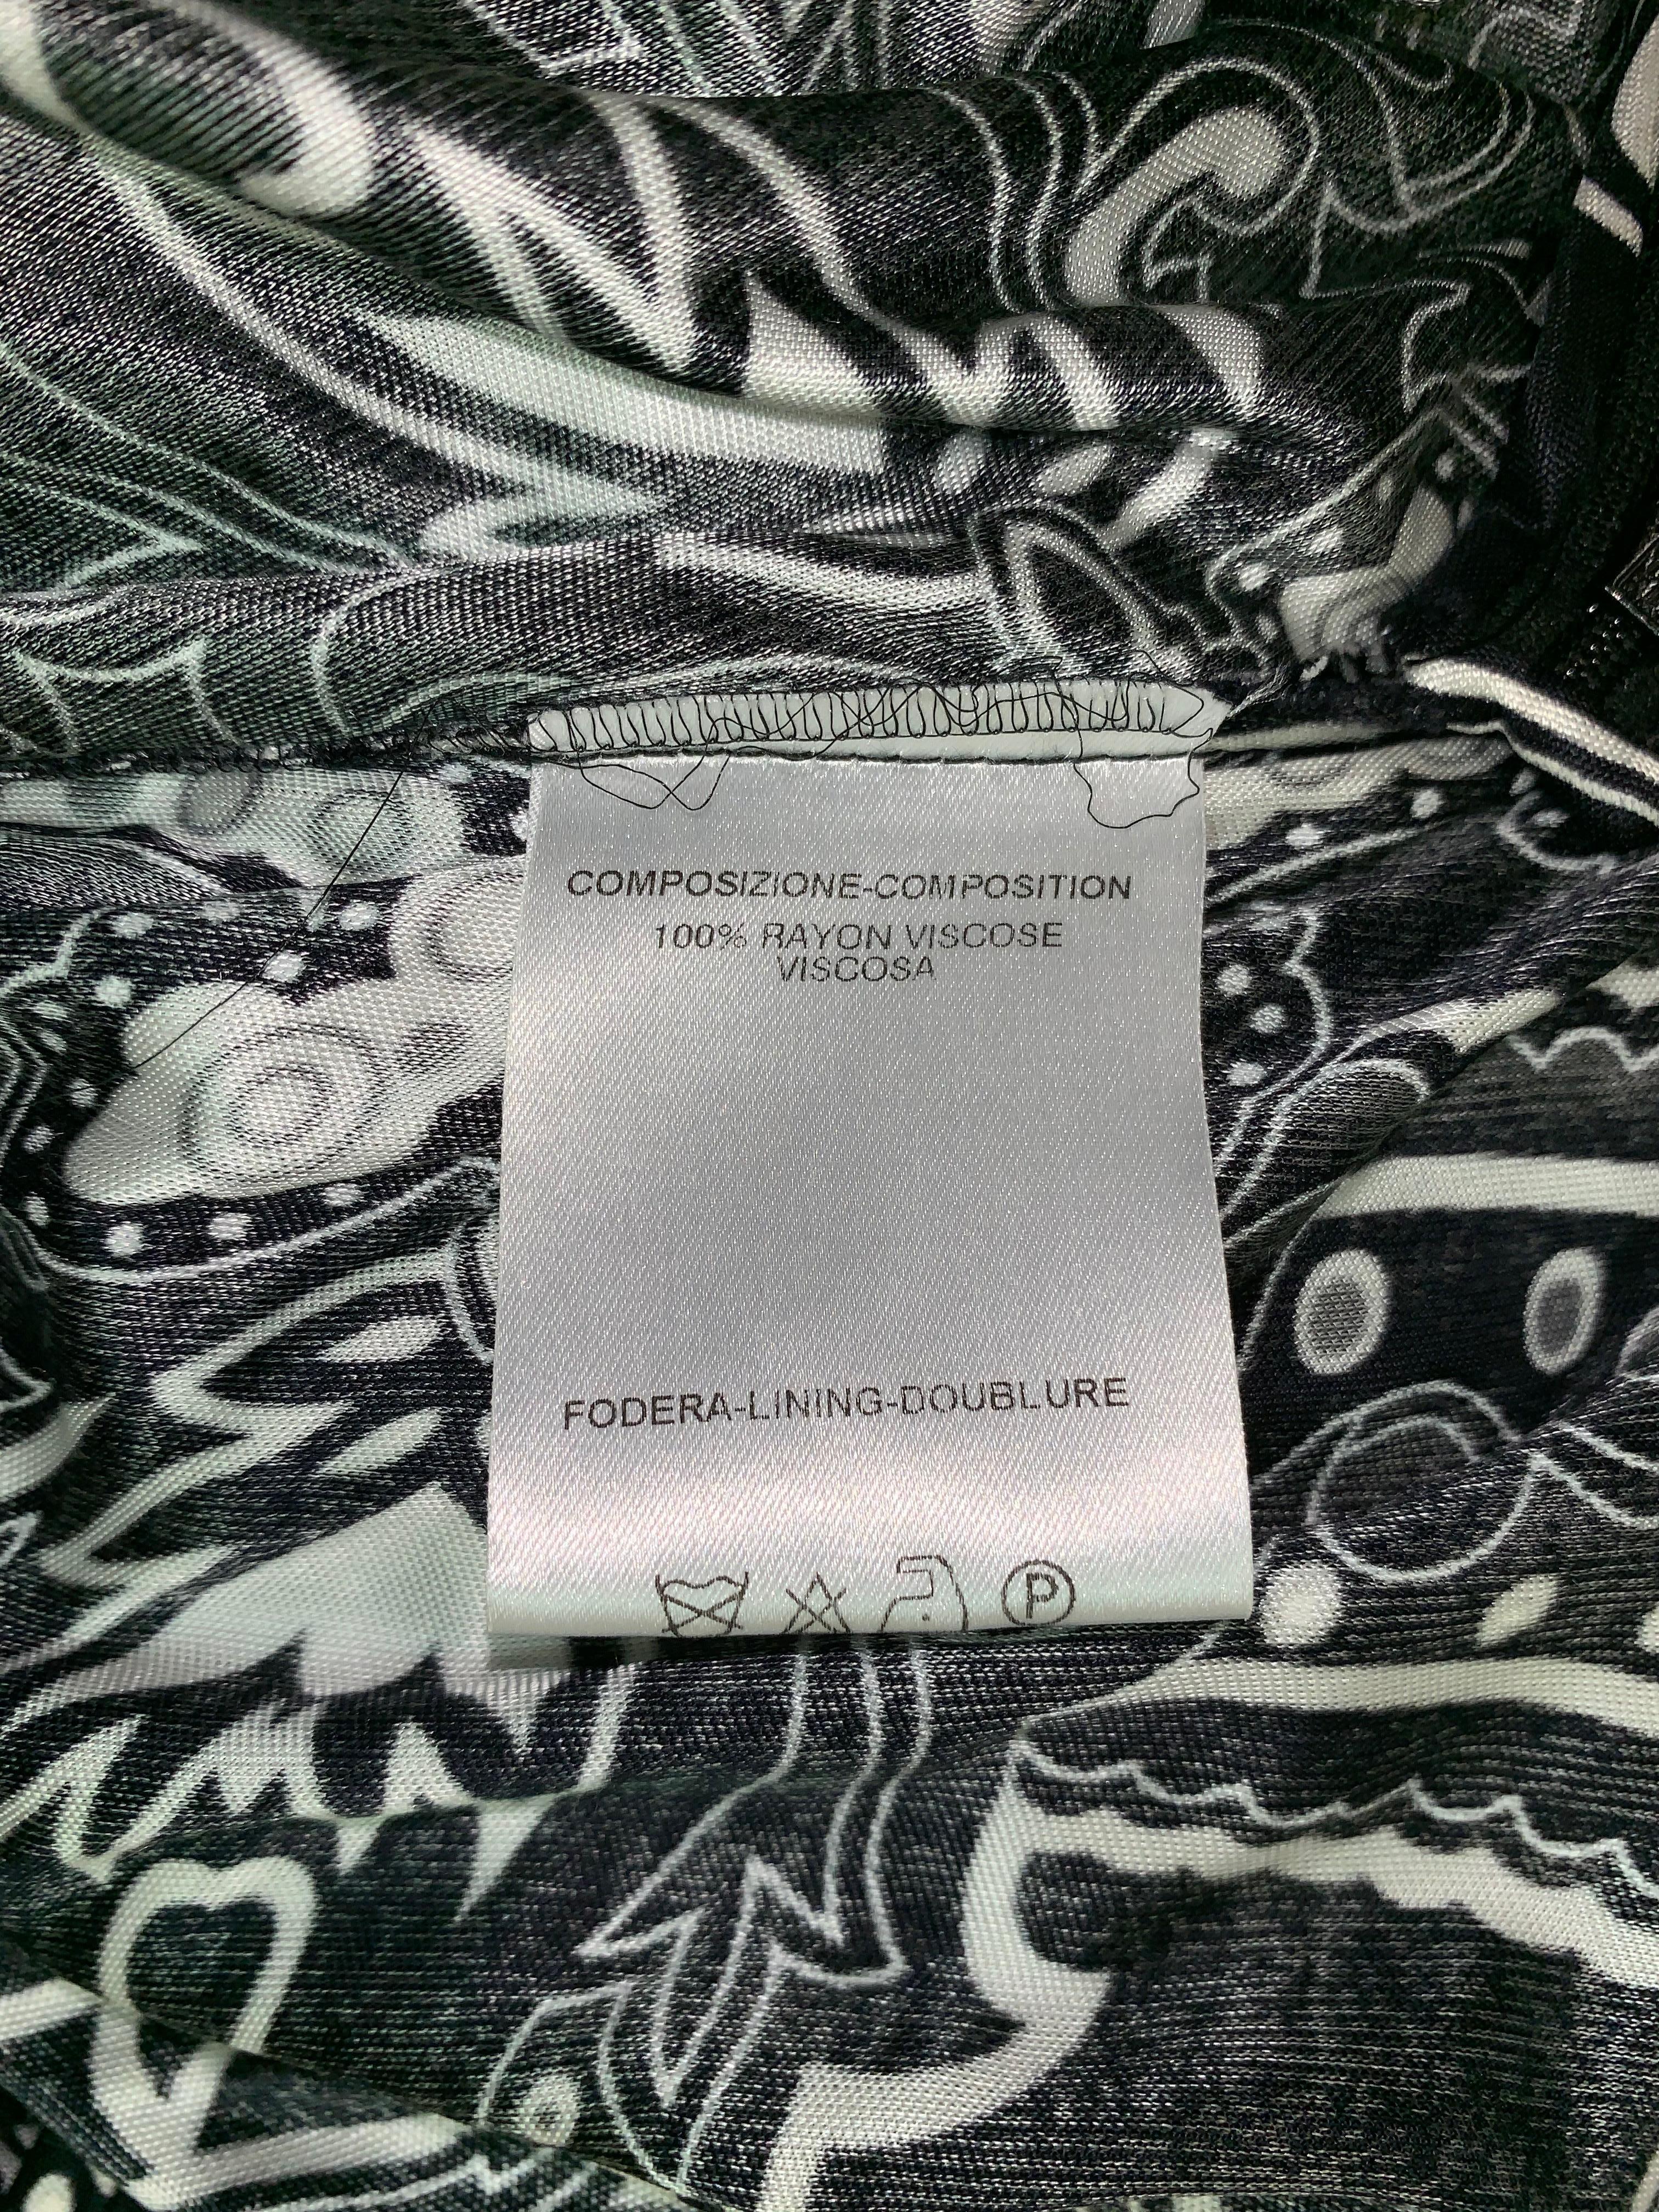 COMPOSIZIONE-COMPOSITION
100% RAYON VISCOSE
VISCOSA
FODERA-LINING-DOUBLURE
P